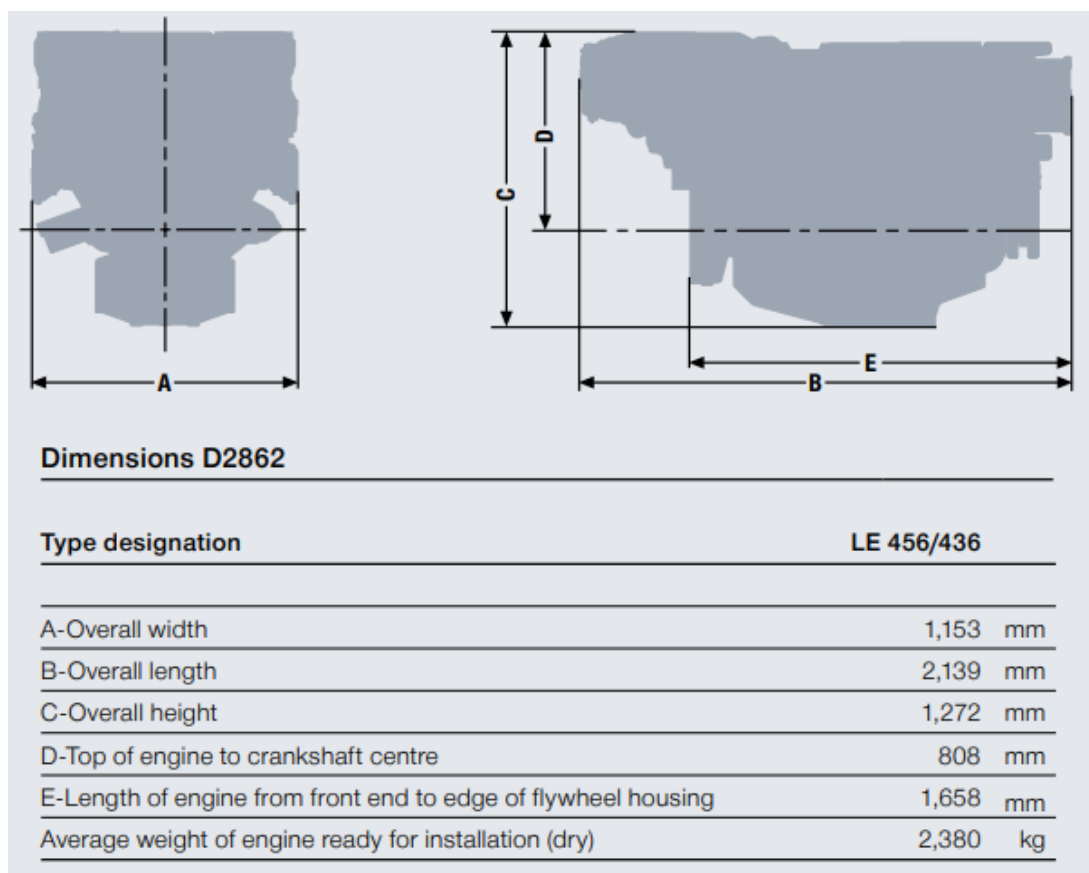 D
C
E
A
B
Dimensions D2862
Type designation LE 456/436
A-Overall width 1,153 mm
B-Overall length 2,139 mm
C-Overall height 1,272 mm
D-Top of engine to crankshaft centre 808 mm
E-Length of engine from front end to edge of flywheel housing 1,658 mm
Average weight of engine ready for installation (dry) 2,380 kg